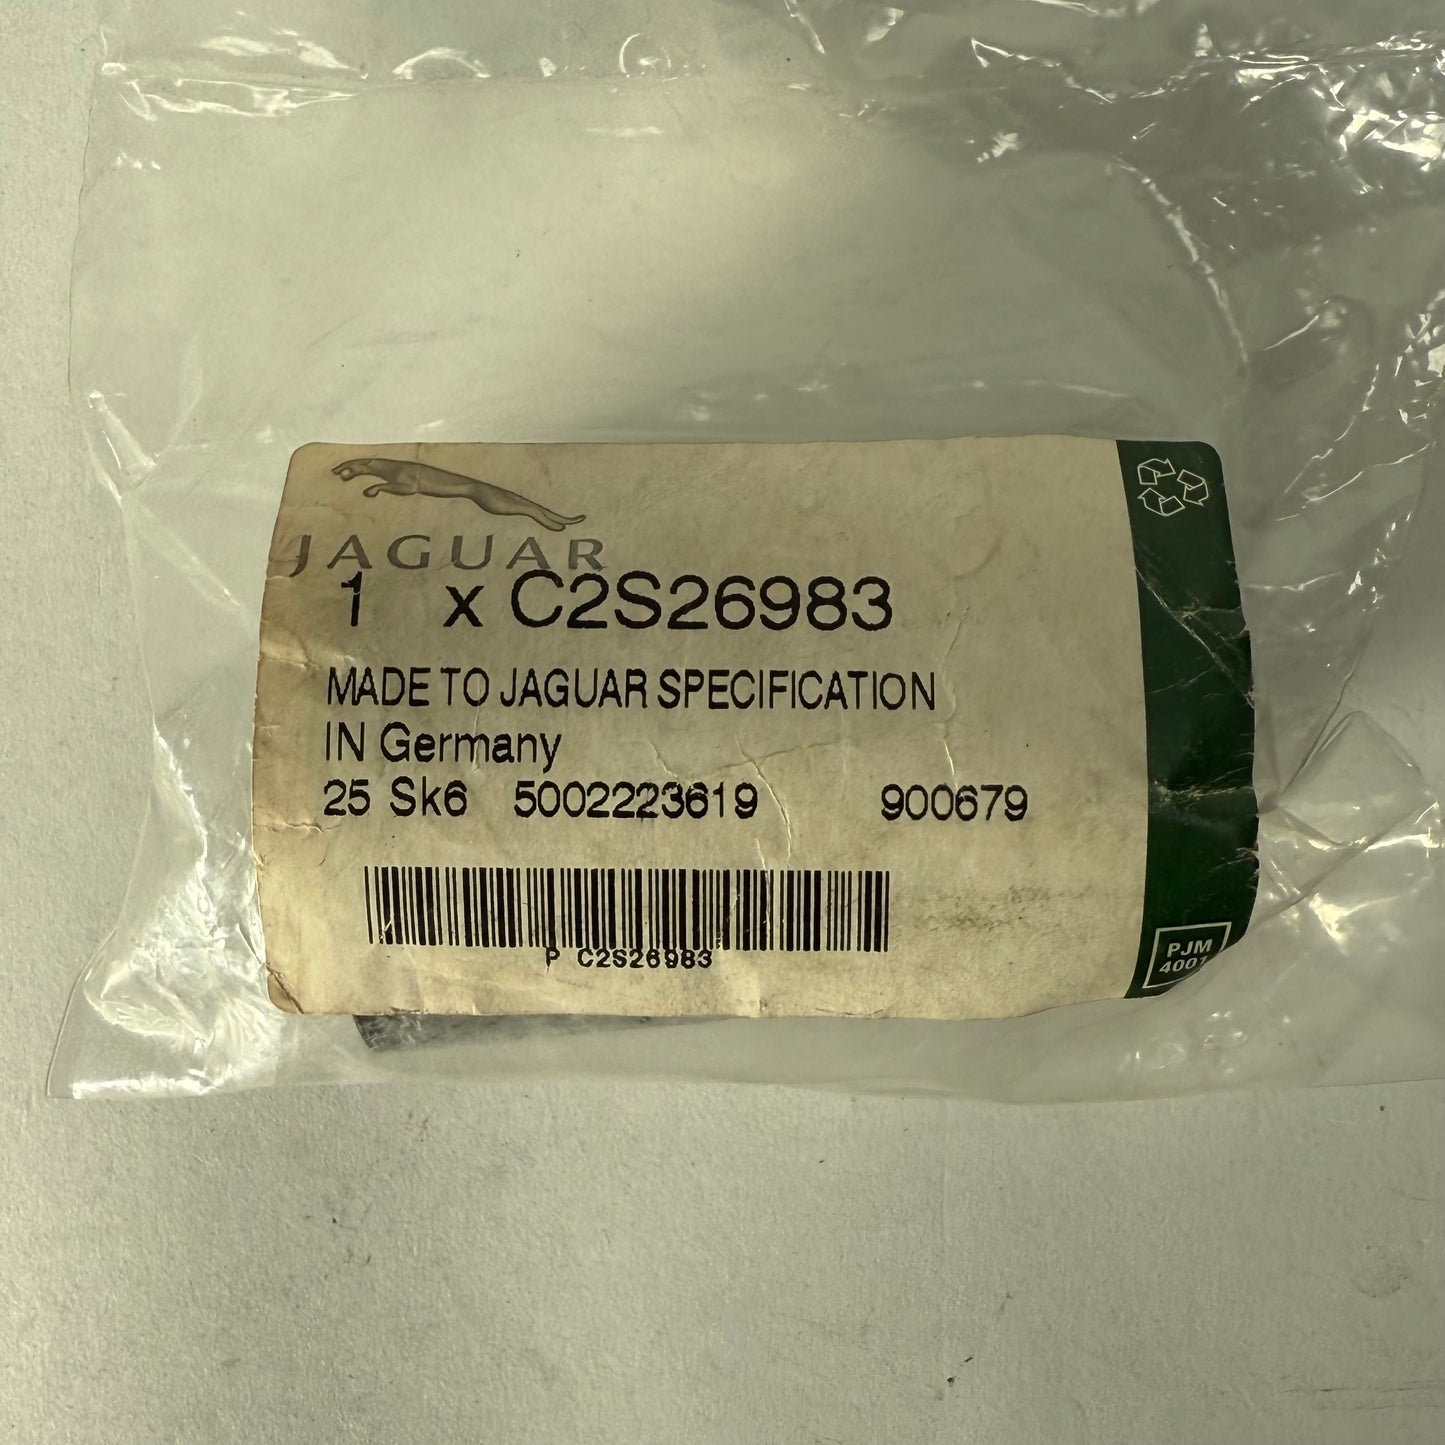 JAGUAR
1 x C2S26983
MADE TO JAGUAR SPECIFICATION
IN Germany
25 Sk6 5002223619 900679
P C2S26983
PJM